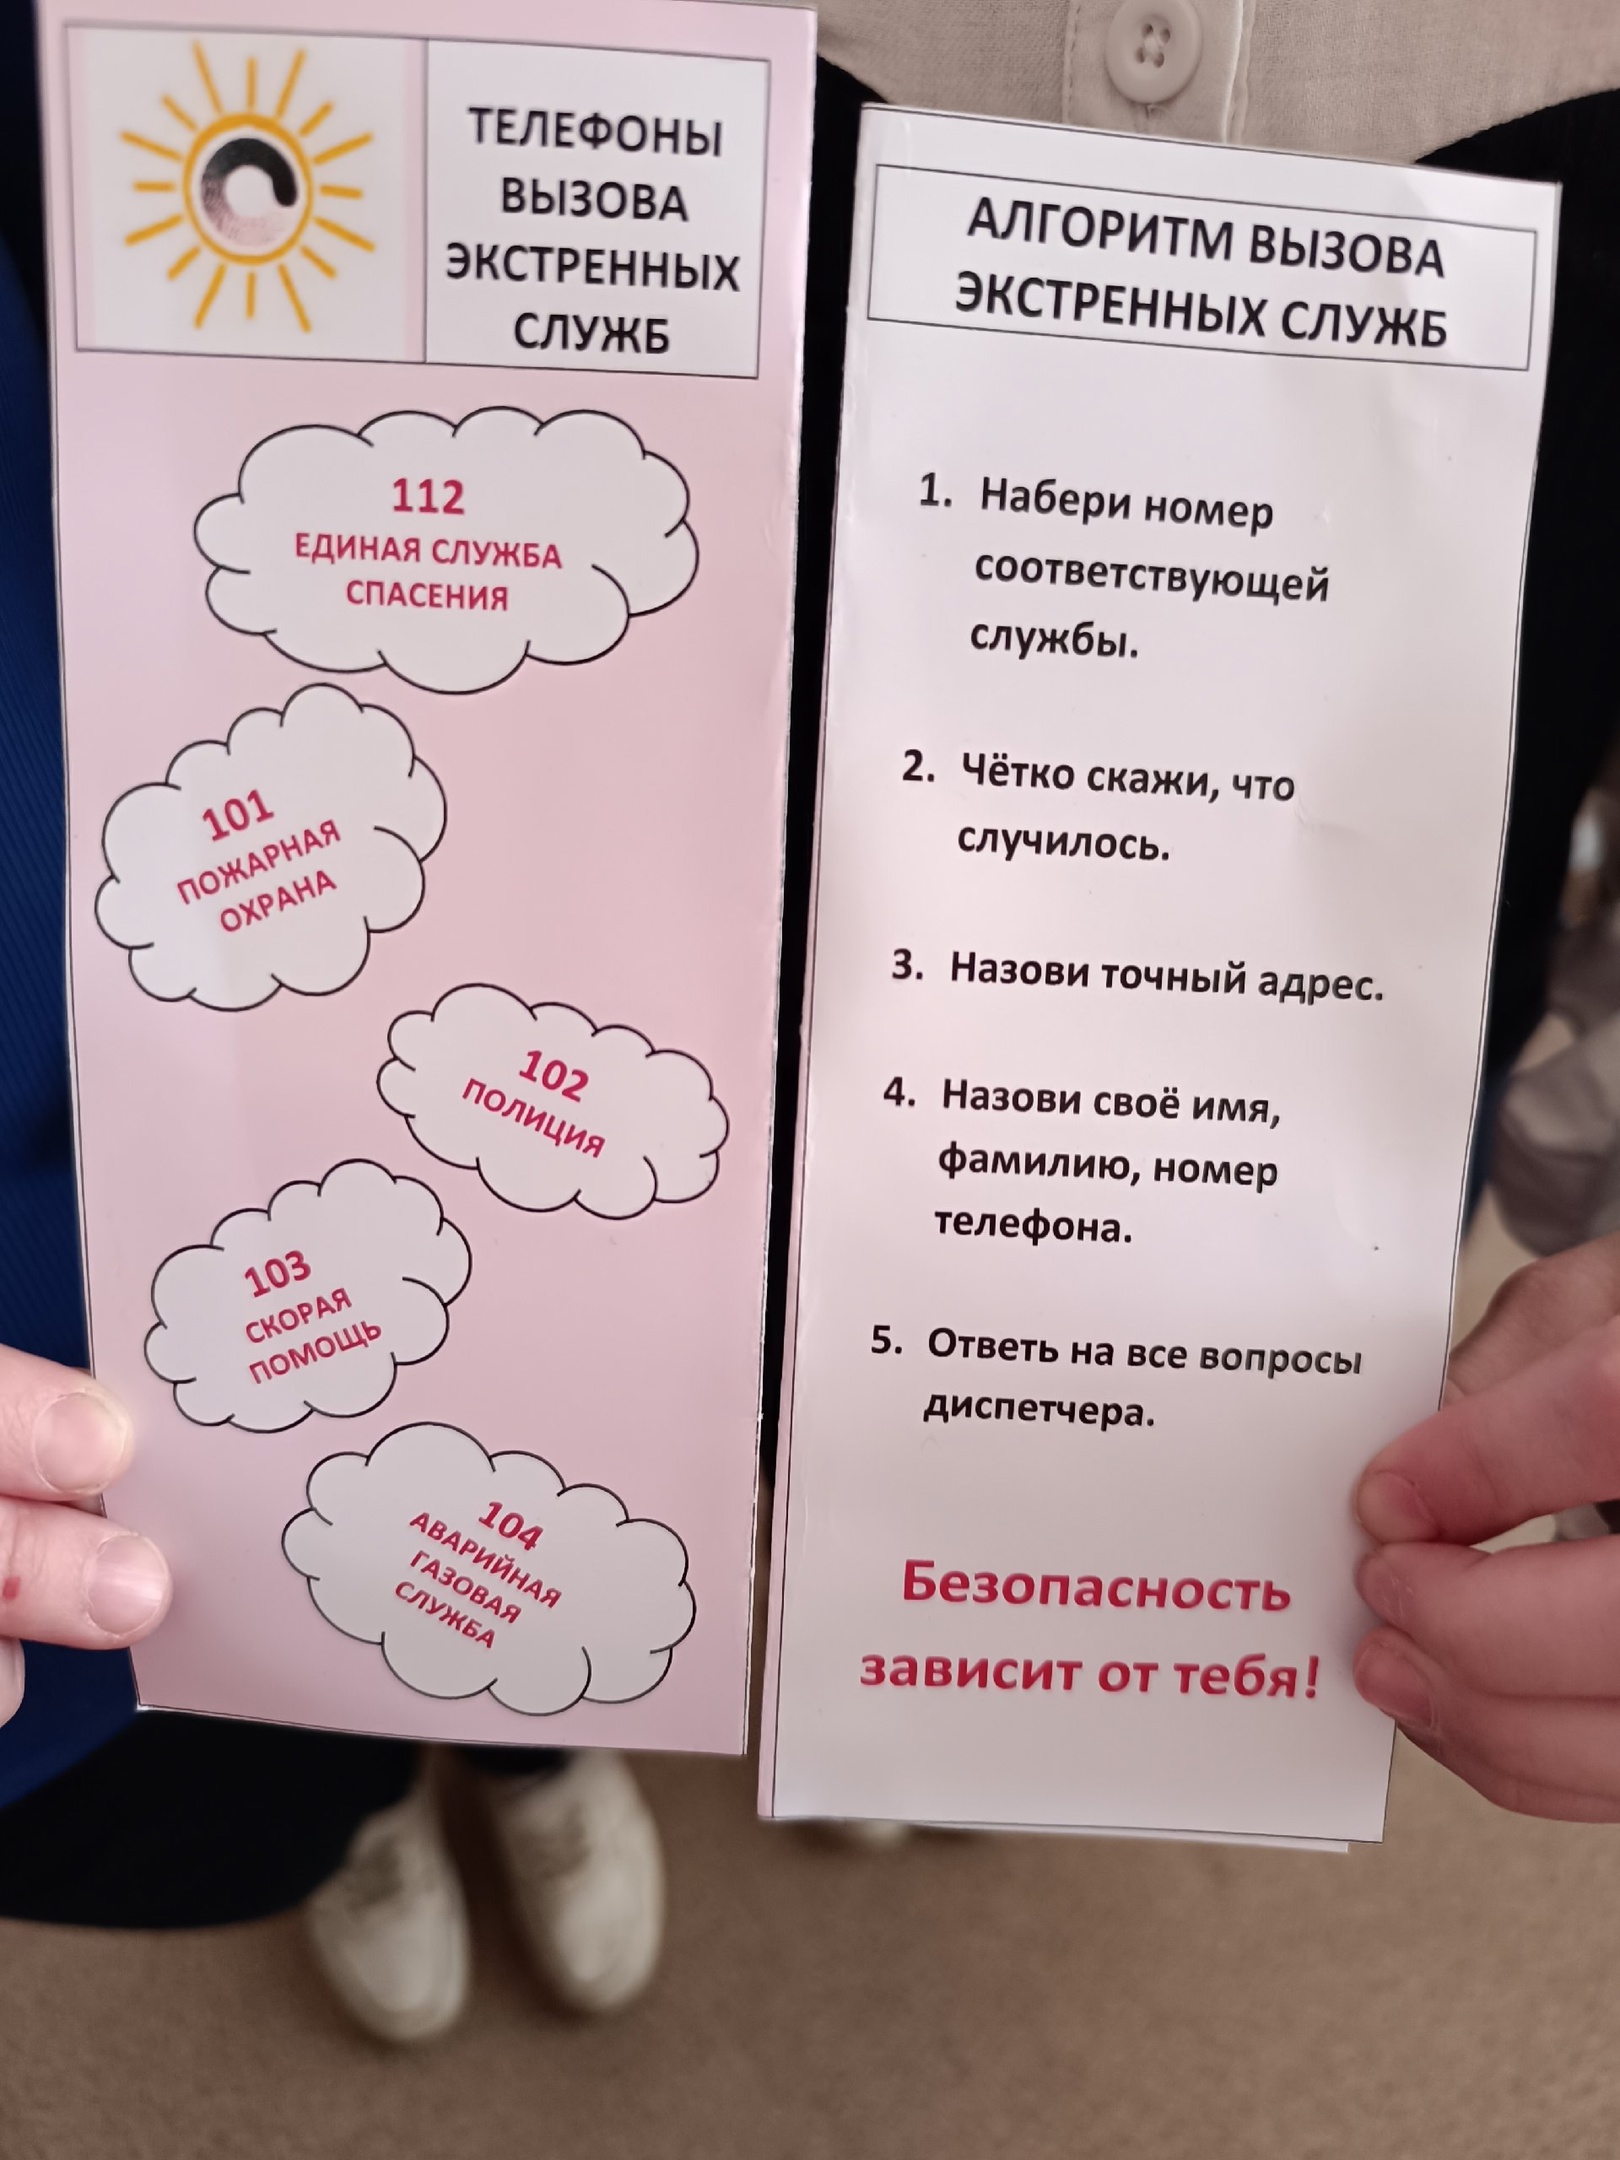 ТЕЛЕФОНЫ
ВЫЗОВА
ЭКСТРЕННЫХ
СЛУЖБ
112
ЕДИНАЯ СЛУЖБА
СПАСЕНИЯ
101
ПОЖАРНАЯ
ОХРАНА
102
ПОЛИЦИЯ
103
СКОРАЯ
ПОМОЩЬ
104
АВАРИЙНАЯ
ГАЗОВАЯ
СЛУЖБА
АЛГОРИТМ ВЫЗОВА
ЭКСТРЕННЫХ СЛУЖБ
1. Набери номер
соответствующей
службы.
2. Чётко скажи, что
случилось.
3. Назови точный адрес.
4. Назови своё имя,
фамилию, номер
телефона.
5. Ответь на все вопросы
диспетчера.
Безопасность
зависит от тебя!